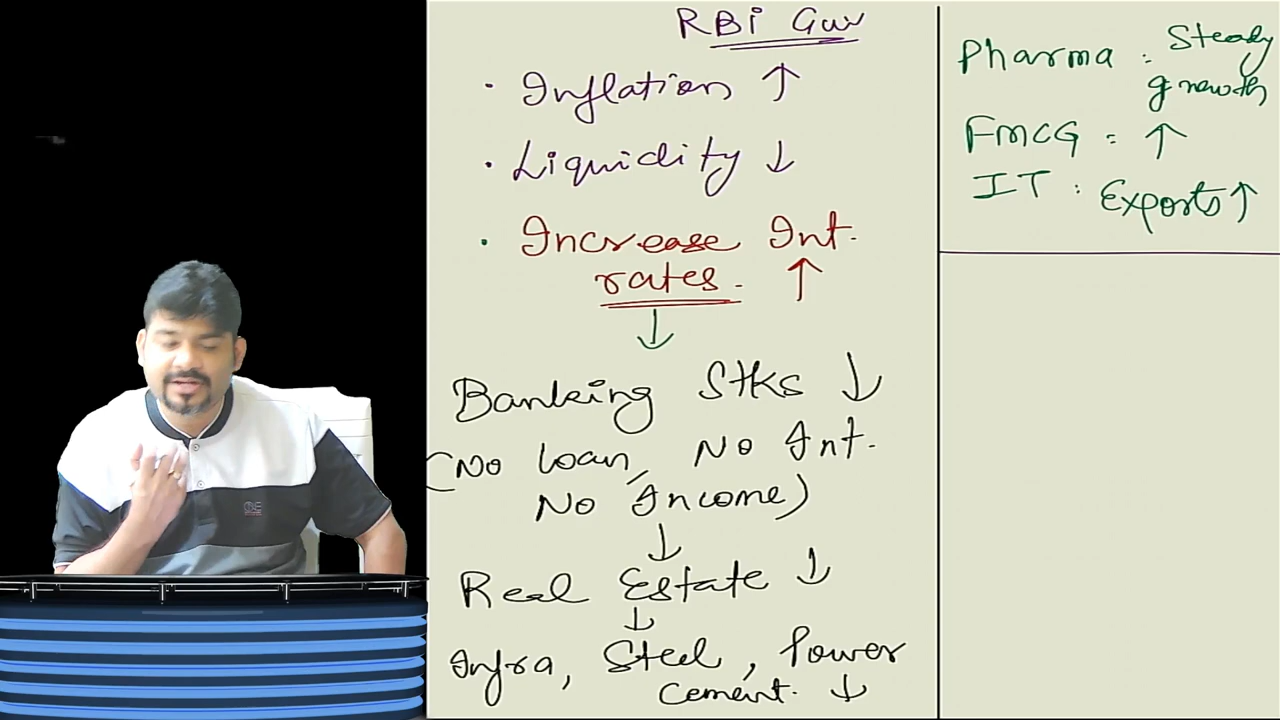 RBI Guv
• Inflation ↑
• Liquidity ↓
• Increase Int.
rates. ↑
↓
Banking Stks ↓
(No loan, No Int.
No Income)
↓
Real Estate ↓
↓
Infra, Steel, Power
Cement. ↓
Pharma : Steady
growth
FMCG : ↑
IT : Exports ↑